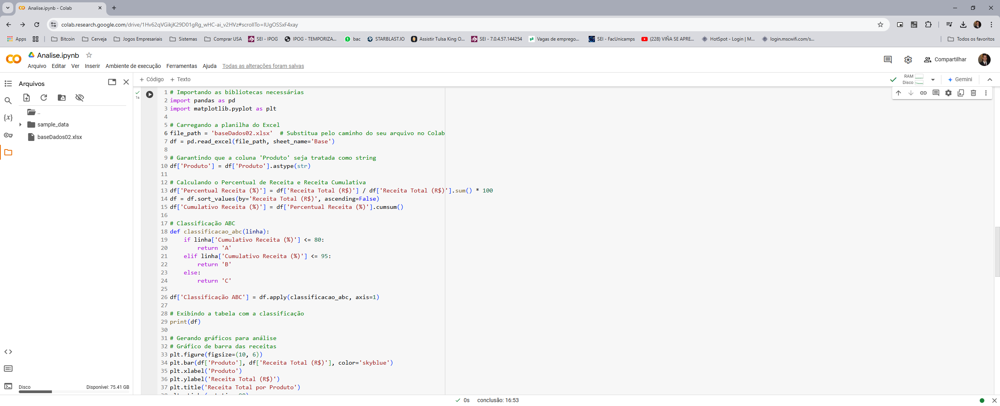 Analise.ipynb - Colab
colab.research.google.com/drive/1Hv62qVGikjK29D01gRg_wHC-ai_v2HVz#scrollTo=IUgOSSxF4xay
Apps Bitcoin Cerveja Jogos Empresariais Sistemas Comprar USA SEI - IPOG IPOG - TEMPORIZA... bac STARBLAST.IO Assistir Tulsa King O... SEI - 7.0.4.57.144254 Vagas de emprego... SEI - FacUnicamps (228) VIÑA SE APRE... HotSpot - Login | M... login.mscwifi.com/s... Todos os favoritos
Analise.ipynb
Arquivo Editar Ver Inserir Ambiente de execução Ferramentas Ajuda Todas as alterações foram salvas
Compartilhar
Arquivos
+ Código + Texto
RAM
Disco
Gemini
..
sample_data
baseDados02.xlsx
1s
1 # Importando as bibliotecas necessárias
2 import pandas as pd
3 import matplotlib.pyplot as plt
4
5 # Carregando a planilha do Excel
6 file_path = 'baseDados02.xlsx'  # Substitua pelo caminho do seu arquivo no Colab
7 df = pd.read_excel(file_path, sheet_name='Base')
8
9 # Garantindo que a coluna 'Produto' seja tratada como string
10 df['Produto'] = df['Produto'].astype(str)
11
12 # Calculando o Percentual de Receita e Receita Cumulativa
13 df['Percentual Receita (%)'] = df['Receita Total (R$)'] / df['Receita Total (R$)'].sum() * 100
14 df = df.sort_values(by='Receita Total (R$)', ascending=False)
15 df['Cumulativo Receita (%)'] = df['Percentual Receita (%)'].cumsum()
16
17 # Classificação ABC
18 def classificacao_abc(linha):
19     if linha['Cumulativo Receita (%)'] <= 80:
20         return 'A'
21     elif linha['Cumulativo Receita (%)'] <= 95:
22         return 'B'
23     else:
24         return 'C'
25
26 df['Classificação ABC'] = df.apply(classificacao_abc, axis=1)
27
28 # Exibindo a tabela com a classificação
29 print(df)
30
31 # Gerando gráficos para análise
32 # Gráfico de barra das receitas
33 plt.figure(figsize=(10, 6))
34 plt.bar(df['Produto'], df['Receita Total (R$)'], color='skyblue')
35 plt.xlabel('Produto')
36 plt.ylabel('Receita Total (R$)')
37 plt.title('Receita Total por Produto')
Disco Disponível: 75.41 GB
0s conclusão: 16:53